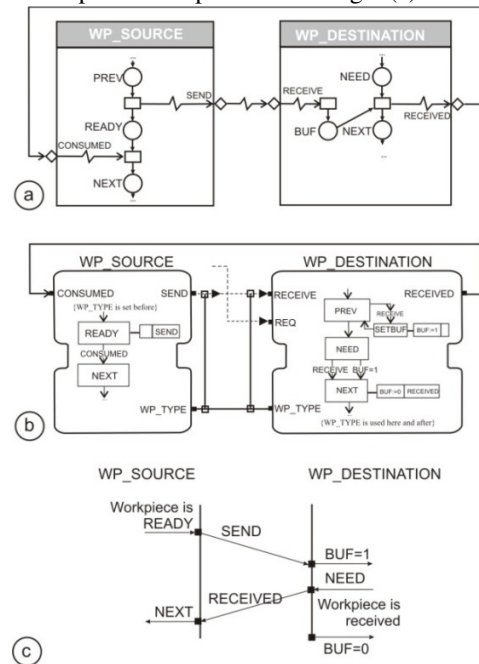 WP_SOURCE
WP_DESTINATION
PREV
NEED
SEND
RECEIVE
READY
BUF
NEXT
RECEIVED
CONSUMED
NEXT
a
WP_SOURCE
WP_DESTINATION
CONSUMED
SEND
RECEIVE
RECEIVED
{WP_TYPE is set before}
PREV
RECEIVE
READY
SEND
REQ
SETBUF
BUF:=1
CONSUMED
NEED
NEXT
RECEIVE
BUF=1
NEXT
BUF:=0
RECEIVED
WP_TYPE
WP_TYPE
{WP_TYPE is used here and after}
b
WP_SOURCE
WP_DESTINATION
Workpiece is
READY
SEND
BUF=1
NEED
RECEIVED
NEXT
Workpiece is
received
BUF=0
c